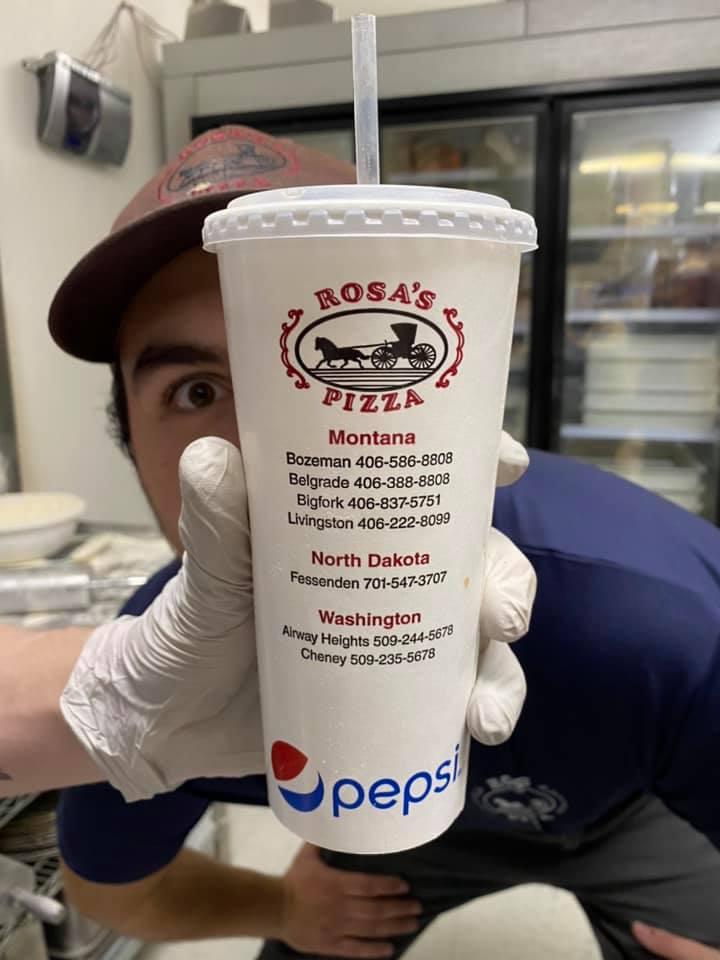 ROSA'S
PIZZA
Montana
Bozeman 406-586-8808
Belgrade 406-388-8808
Bigfork 406-837-5751
Livingston 406-222-8099
North Dakota
Fessenden 701-547-3707
Washington
Airway Heights 509-244-5678
Cheney 509-235-5678
pepsi